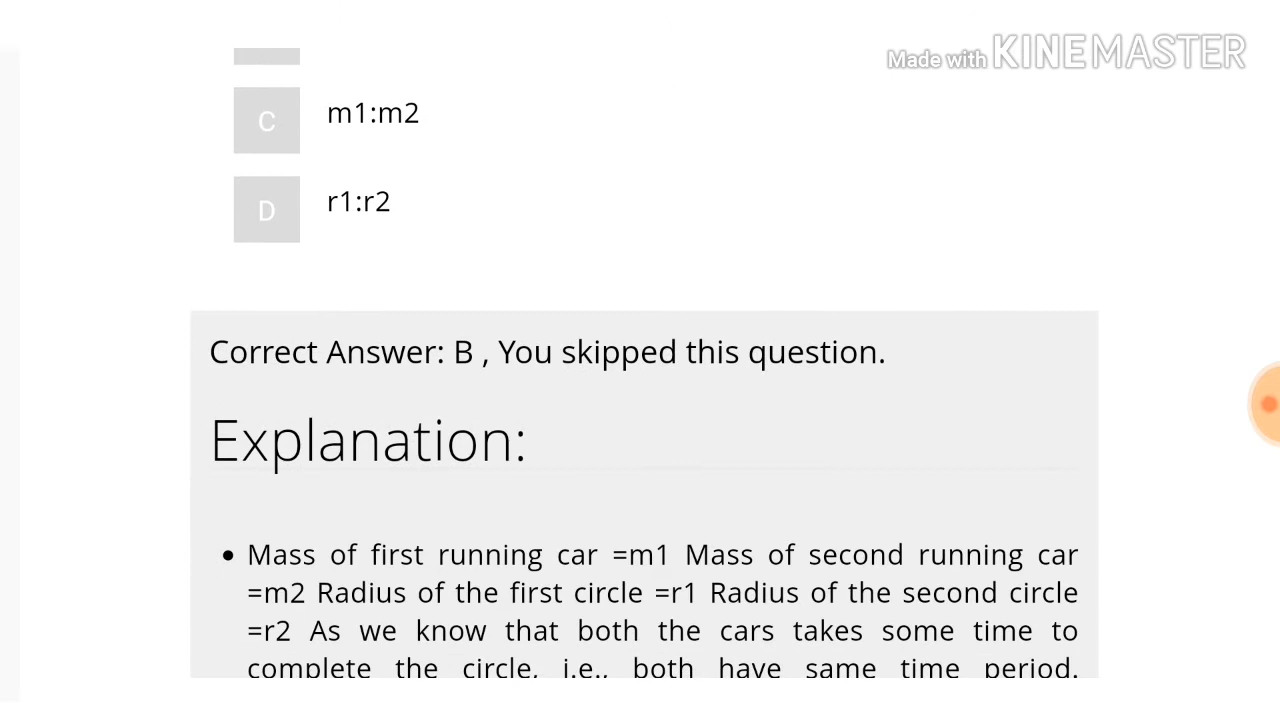 Made with KINEMASTER
C m1:m2
D r1:r2
Correct Answer: B , You skipped this question.
Explanation:
• Mass of first running car =m1 Mass of second running car
=m2 Radius of the first circle =r1 Radius of the second circle
=r2 As we know that both the cars takes some time to
complete the circle, i.e., both have same time period.